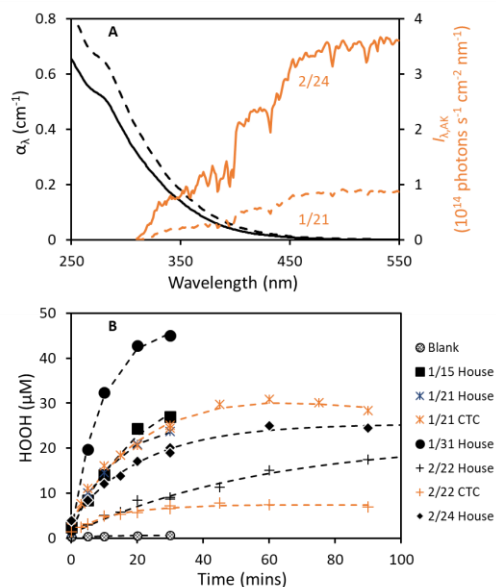 A
0.8
0.6
0.4
0.2
0
α_λ (cm⁻¹)
4
3
2
1
0
I_λ,AK
(10¹⁴ photons s⁻¹ cm⁻² nm⁻¹)
2/24
1/21
250
350
450
550
Wavelength (nm)
B
50
40
30
20
10
0
HOOH (μM)
0
20
40
60
80
100
Time (mins)
Blank
1/15 House
1/21 House
1/21 CTC
1/31 House
2/22 House
2/22 CTC
2/24 House